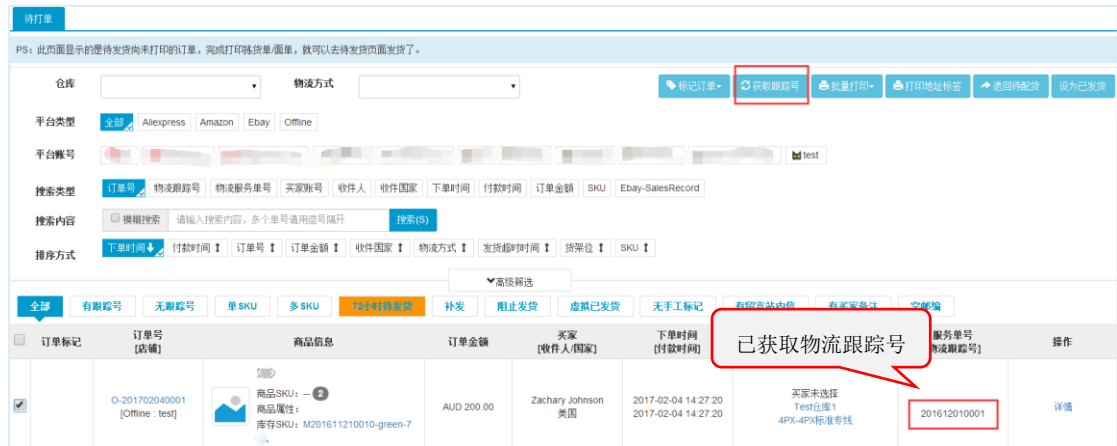 待打单
PS：此页面显示的是待发货尚未打印的订单，完成打印拣货单/面单，就可以去待发货页面发货了。
仓库 物流方式 标记订单 获取跟踪号 批量打印 打印地址标签 退回待配货 设为已发货
平台类型 全部 Aliexpress Amazon Ebay Offline
平台账号 test
搜索类型 订单号 物流跟踪号 物流服务单号 买家账号 收件人 收件国家 下单时间 付款时间 订单金额 SKU Ebay-SalesRecord
搜索内容 模糊搜索 请输入搜索内容，多个单号请用逗号隔开 搜索(S)
排序方式 下单时间 付款时间 订单号 订单金额 收件国家 物流方式 发货超时时间 货架位 SKU
高级筛选
全部 有跟踪号 无跟踪号 单SKU 多SKU 72小时待发货 补发 阻止发货 虚拟已发货 无手工标记 有留言站内信 有买家备注 空邮编
已获取物流跟踪号
订单标记 订单号 商品信息 订单金额 买家 下单时间 服务单号 操作
[店铺] [收件人/国家] [付款时间] 物流跟踪号]
O-201702040001
[Offline : test]
商品SKU： -- 2
商品属性：
库存SKU： M201611210010-green-7
AUD 200.00
Zachary Johnson
美国
2017-02-04 14:27:20
2017-02-04 14:27:20
买家未选择
Test仓库1
4PX-4PX标准专线
201612010001
详情